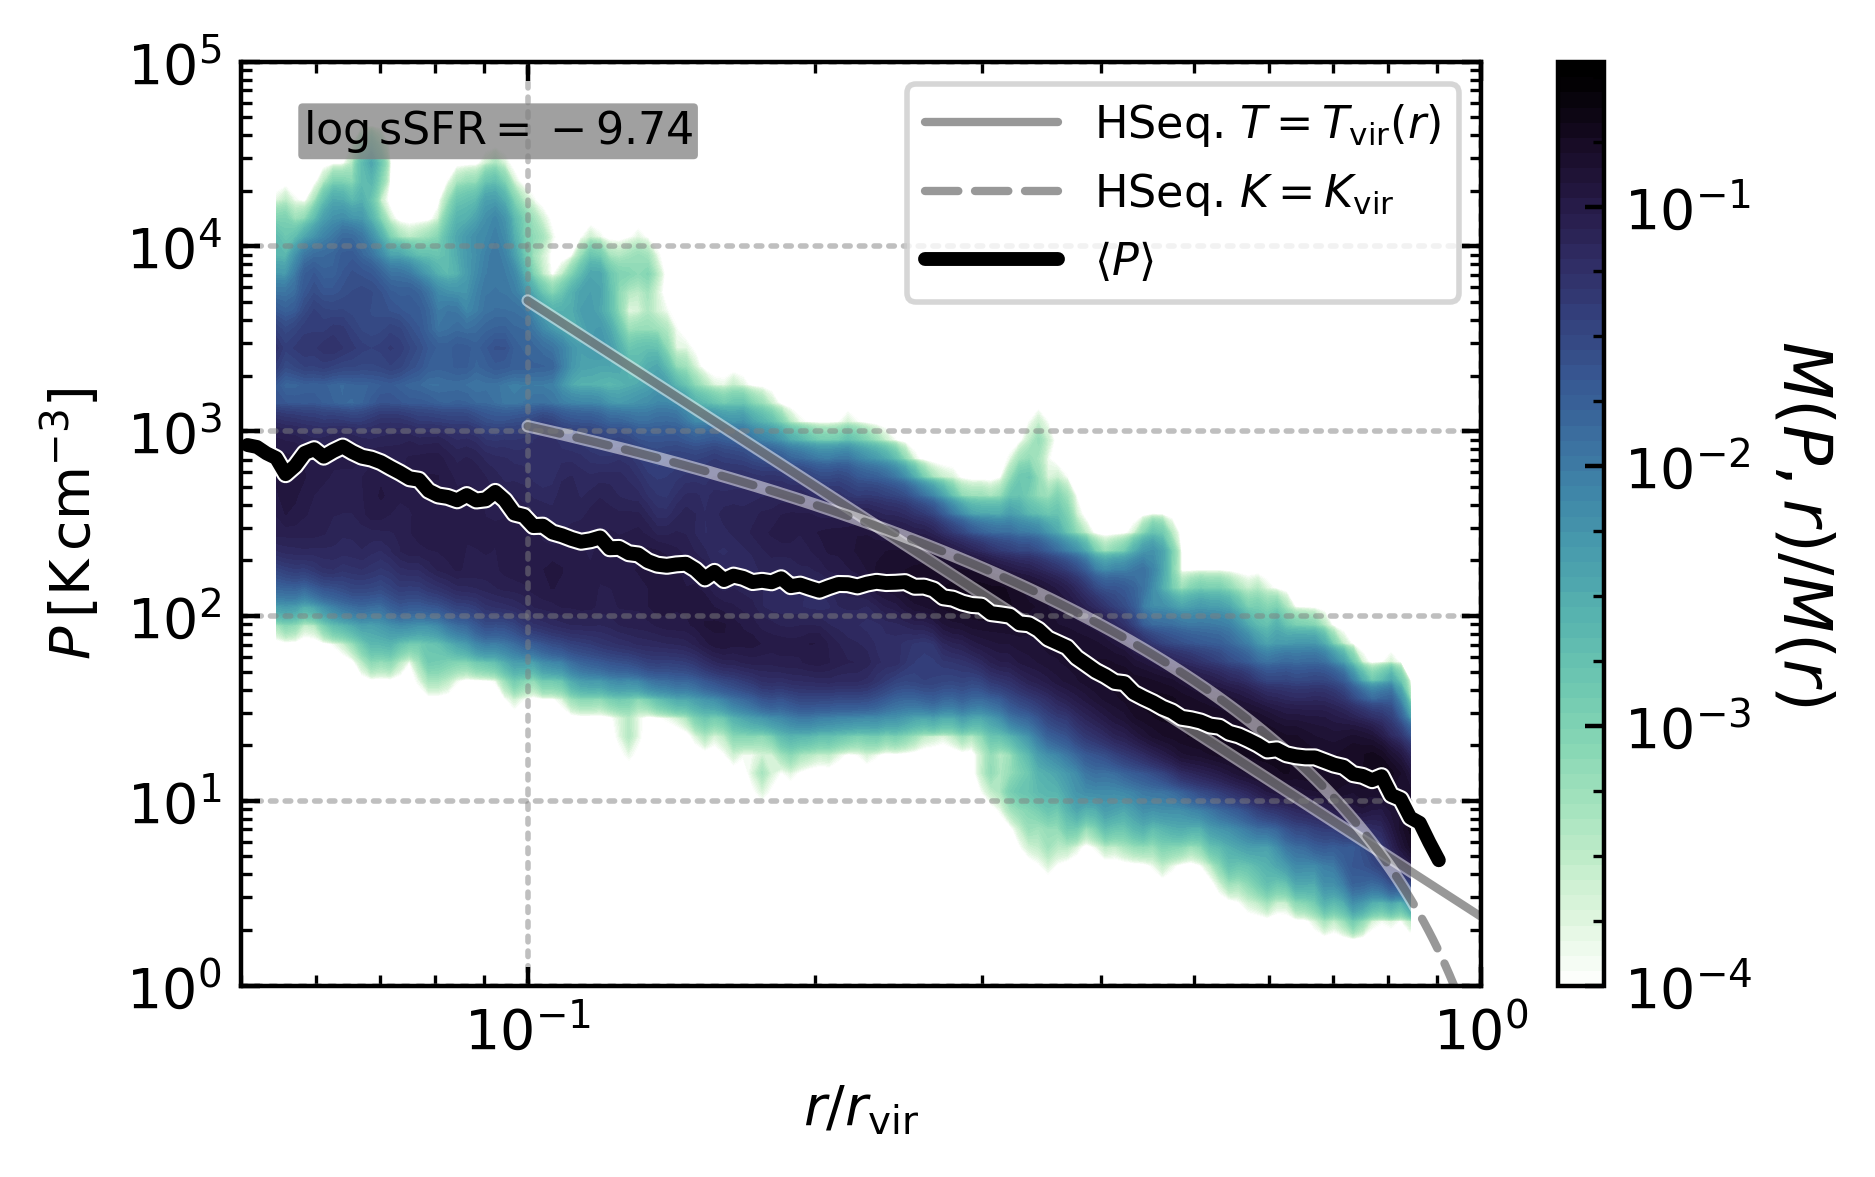 log sSFR = −9.74
HSeq. T = T_vir(r)
HSeq. K = K_vir
⟨P⟩
10^5
10^4
10^3
10^2
10^1
10^0
P [K cm^−3]
10^−1
10^0
r/r_vir
10^−1
10^−2
10^−3
10^−4
M(P, r)/M(r)